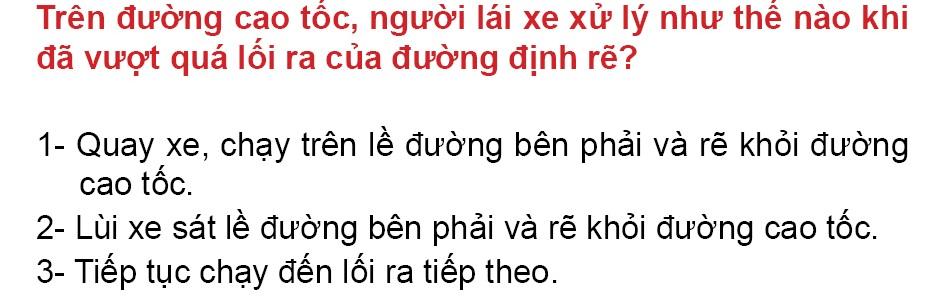 Trên đường cao tốc, người lái xe xử lý như thế nào khi
đã vượt quá lối ra của đường định rẽ?
1- Quay xe, chạy trên lề đường bên phải và rẽ khỏi đường
cao tốc.
2- Lùi xe sát lề đường bên phải và rẽ khỏi đường cao tốc.
3- Tiếp tục chạy đến lối ra tiếp theo.